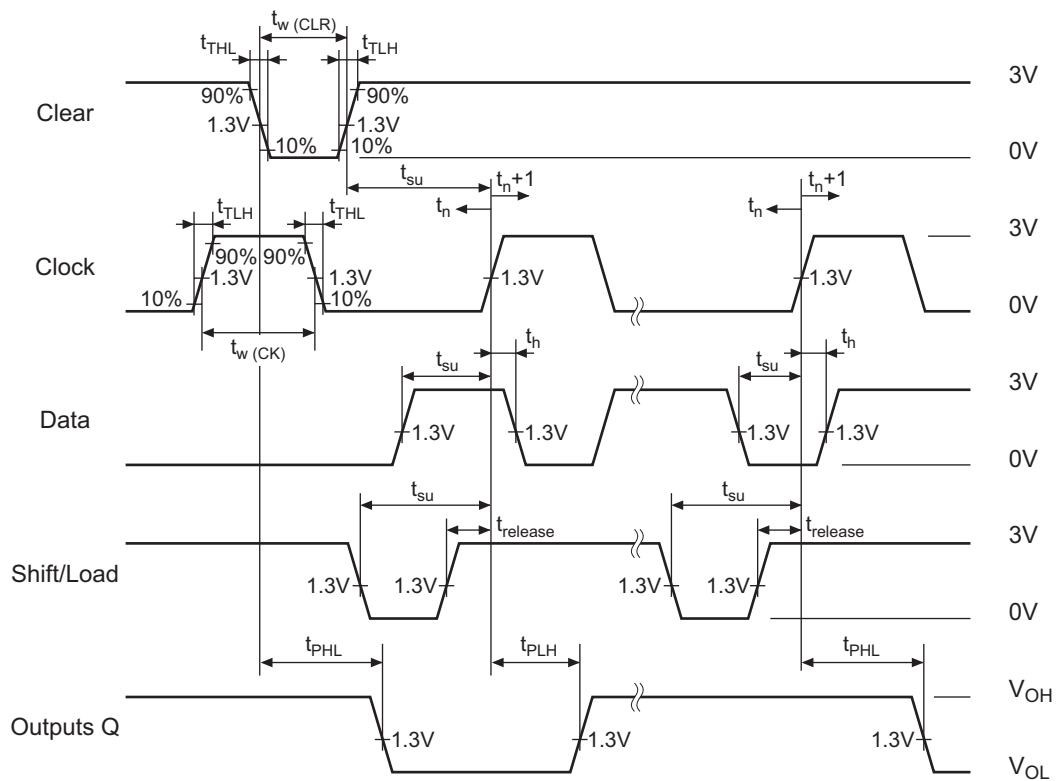 t_w (CLR)
t_THL t_TLH
3V
90% 90%
Clear
1.3V 1.3V
10% 10%
0V
t_su t_n+1 t_n+1
t_n t_n
t_TLH t_THL
3V
90% 90%
Clock
1.3V 1.3V 1.3V 1.3V
10% 10%
0V
t_w (CK)
t_h t_h
t_su t_su
3V
Data
1.3V 1.3V 1.3V 1.3V
0V
t_su t_su
t_release t_release
3V
Shift/Load
1.3V 1.3V 1.3V 1.3V
0V
t_PHL t_PLH t_PHL
V_OH
Outputs Q
1.3V 1.3V 1.3V
V_OL